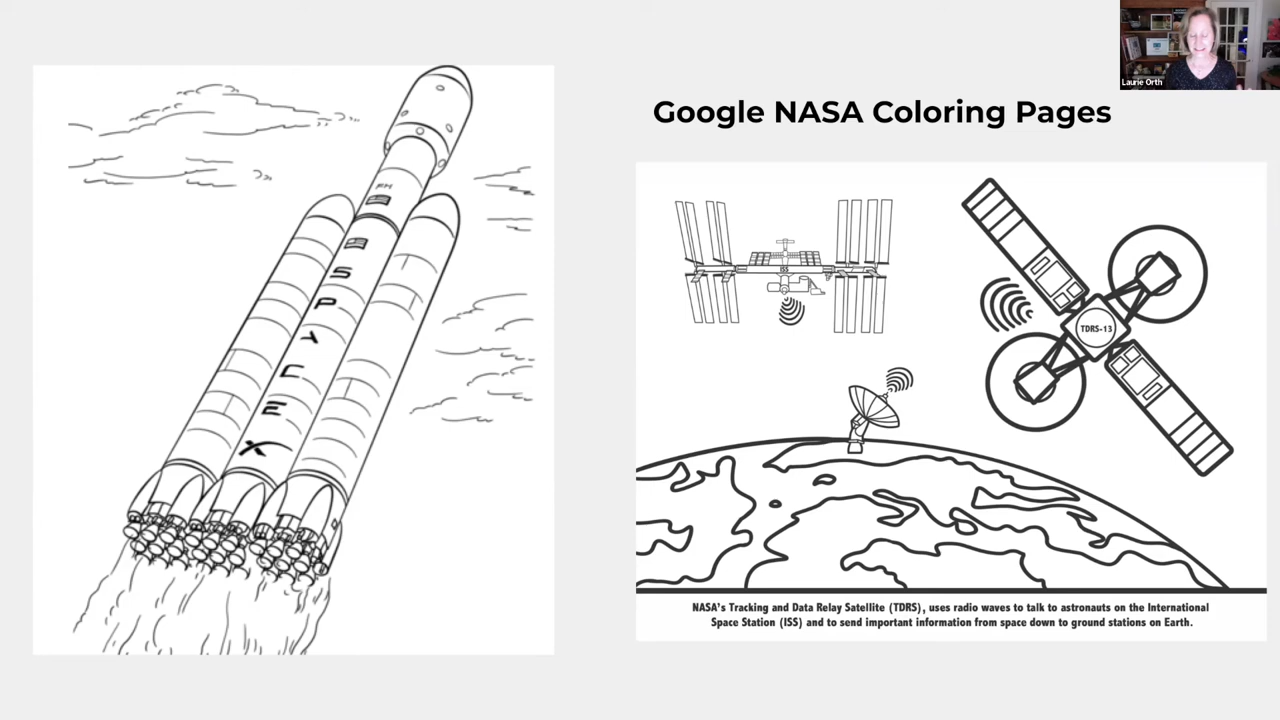 Laurie Orth
Google NASA Coloring Pages
FH
SPACEX
ISS
TDRS-13
NASA's Tracking and Data Relay Satellite (TDRS), uses radio waves to talk to astronauts on the International
Space Station (ISS) and to send important information from space down to ground stations on Earth.